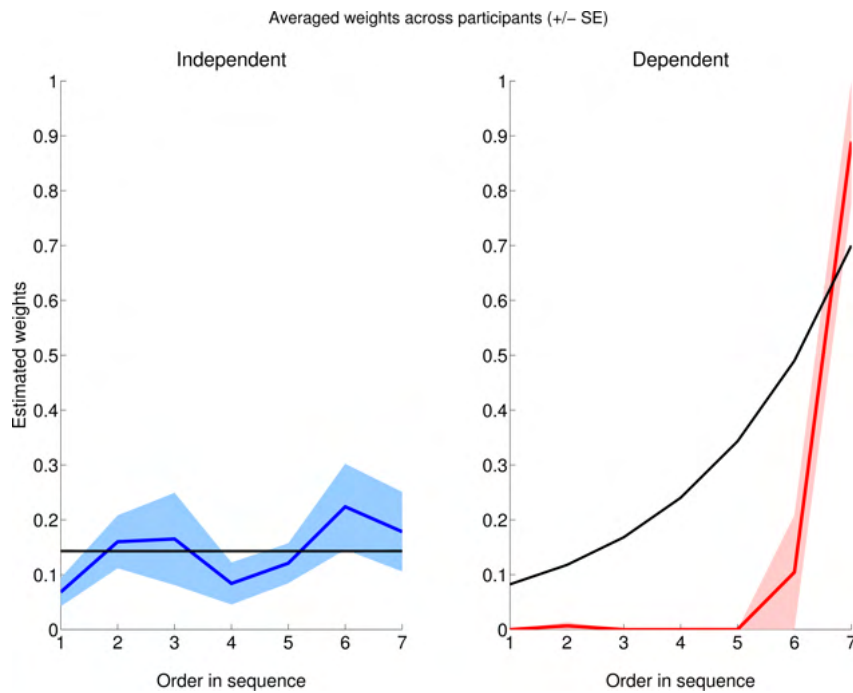 Averaged weights across participants (+/− SE)
Independent
Dependent
Estimated weights
1
0.9
0.8
0.7
0.6
0.5
0.4
0.3
0.2
0.1
0
1 2 3 4 5 6 7
Order in sequence
1
0.9
0.8
0.7
0.6
0.5
0.4
0.3
0.2
0.1
0
1 2 3 4 5 6 7
Order in sequence